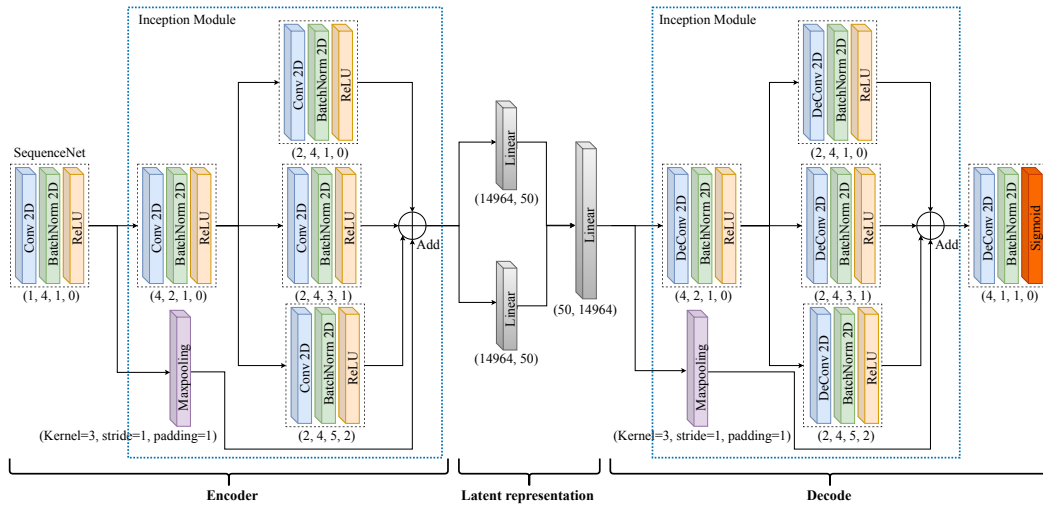 Inception Module
Conv 2D
BatchNorm 2D
ReLU
(2, 4, 1, 0)
SequenceNet
Conv 2D
BatchNorm 2D
ReLU
(1, 4, 1, 0)
Conv 2D
BatchNorm 2D
ReLU
(4, 2, 1, 0)
Conv 2D
BatchNorm 2D
ReLU
(2, 4, 3, 1)
Add
Maxpooling
(Kernel=3, stride=1, padding=1)
Conv 2D
BatchNorm 2D
ReLU
(2, 4, 5, 2)
Encoder
Linear
(14964, 50)
Linear
(14964, 50)
Linear
(50, 14964)
Latent representation
Inception Module
DeConv 2D
BatchNorm 2D
ReLU
(2, 4, 1, 0)
DeConv 2D
BatchNorm 2D
ReLU
(4, 2, 1, 0)
DeConv 2D
BatchNorm 2D
ReLU
(2, 4, 3, 1)
Add
DeConv 2D
BatchNorm 2D
Sigmoid
(4, 1, 1, 0)
Maxpooling
(Kernel=3, stride=1, padding=1)
DeConv 2D
BatchNorm 2D
ReLU
(2, 4, 5, 2)
Decode